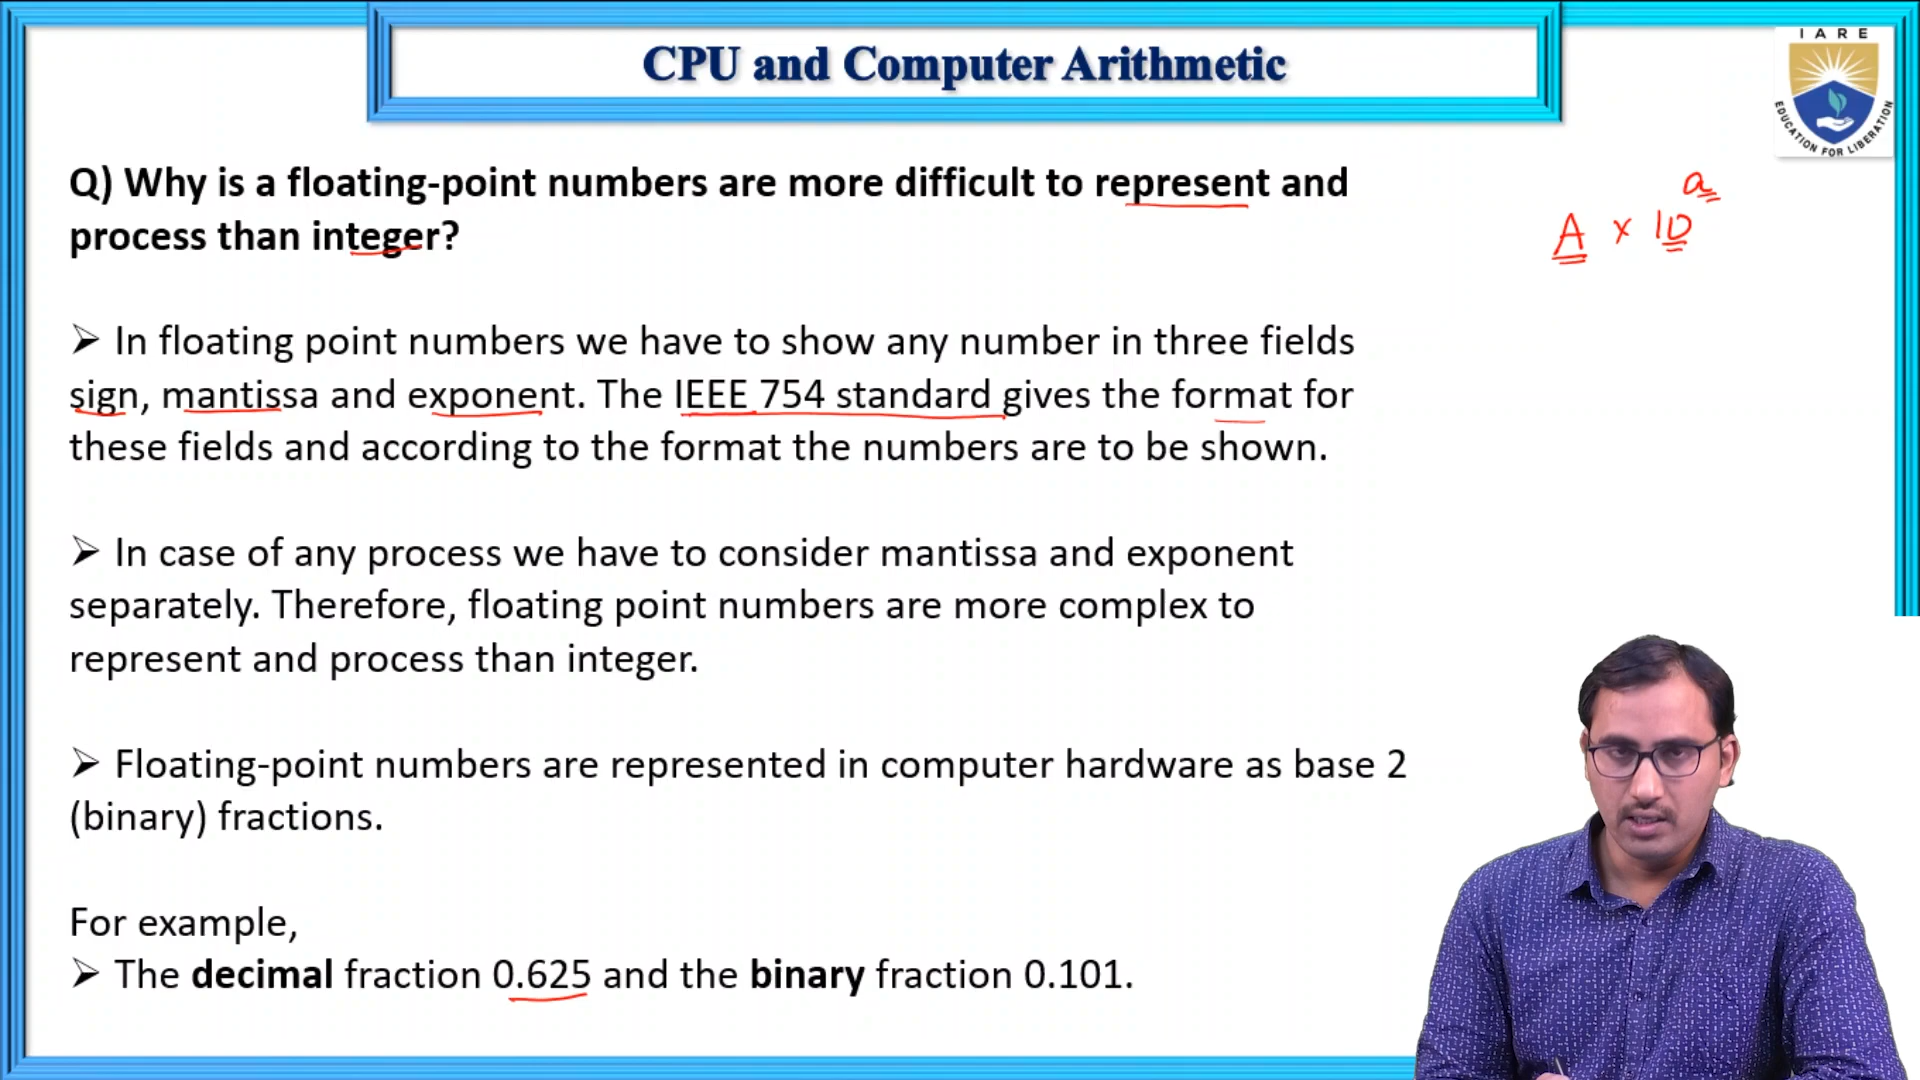 CPU and Computer Arithmetic
I A R E
EDUCATION FOR LIBERATION
Q) Why is a floating-point numbers are more difficult to represent and
process than integer?
A × 10^a
➢ In floating point numbers we have to show any number in three fields
sign, mantissa and exponent. The IEEE 754 standard gives the format for
these fields and according to the format the numbers are to be shown.
➢ In case of any process we have to consider mantissa and exponent
separately. Therefore, floating point numbers are more complex to
represent and process than integer.
➢ Floating-point numbers are represented in computer hardware as base 2
(binary) fractions.
For example,
➢ The decimal fraction 0.625 and the binary fraction 0.101.